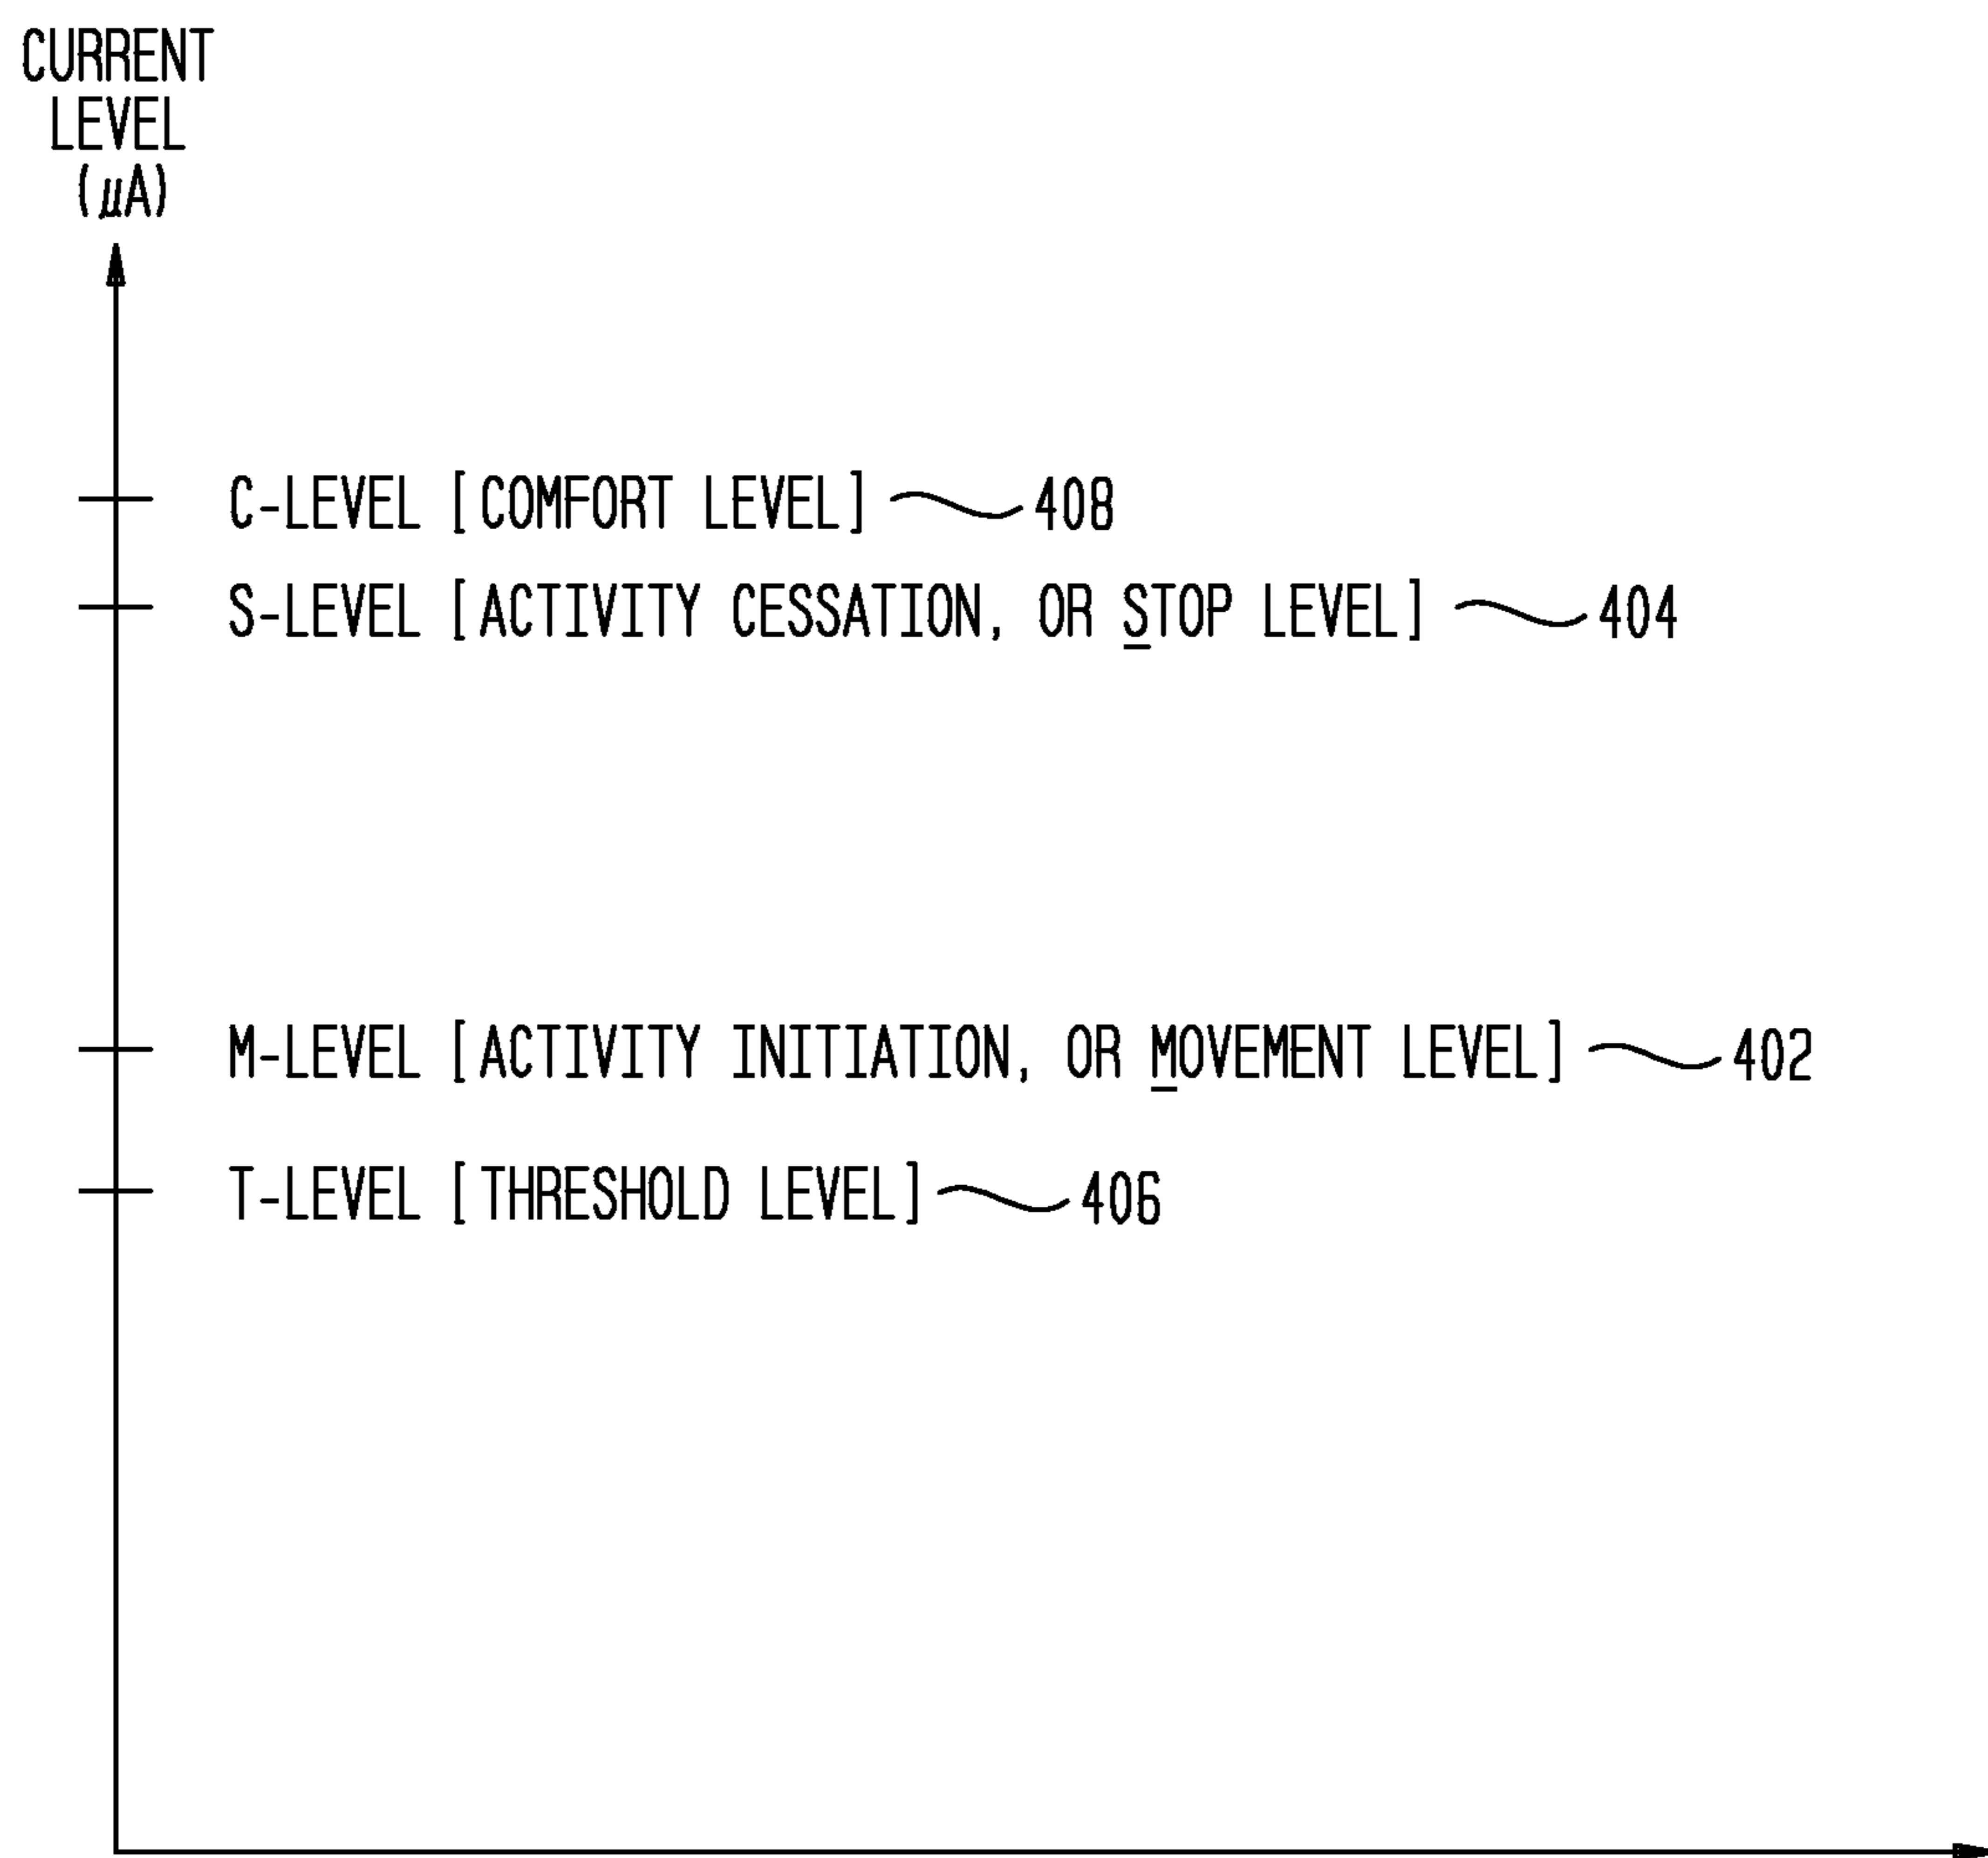 CURRENT
LEVEL
(µA)
C-LEVEL [COMFORT LEVEL] 408
S-LEVEL [ACTIVITY CESSATION, OR STOP LEVEL] 404
M-LEVEL [ACTIVITY INITIATION, OR MOVEMENT LEVEL] 402
T-LEVEL [THRESHOLD LEVEL] 406